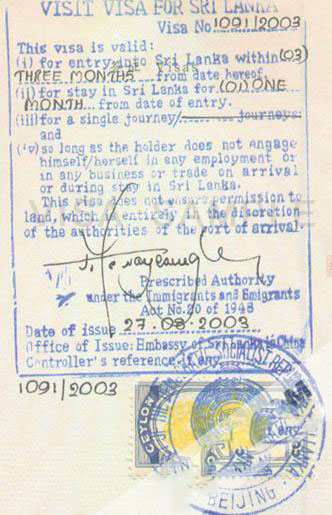 VISIT VISA FOR SRI LANKA
Visa No 1091/2003
This visa is valid:
(i) for entry into Sri Lanka within (03)
THREE MONTHS from date hereof.
(ii) for stay in Sri Lanka for (01) ONE
MONTH from date of entry.
(iii) for a single journey/ journeys
and
(iv) so long as the holder does not engage
himself/herself in any employment or
in any business or trade on arrival
or during stay in Sri Lanka.
This visa does not ensure permission to
land, which is entirely in the discretion
of the authorities of the port of arrival.
VISA SAMPLE
Prescribed Authority
under the Immigrants and Emigrants
Act No.20 of 1948
Date of issue 27.08.2003
Office of Issue: Embassy of Sri Lanka in China
Controller's reference if any
1091/2003
CEYLON
BEIJING